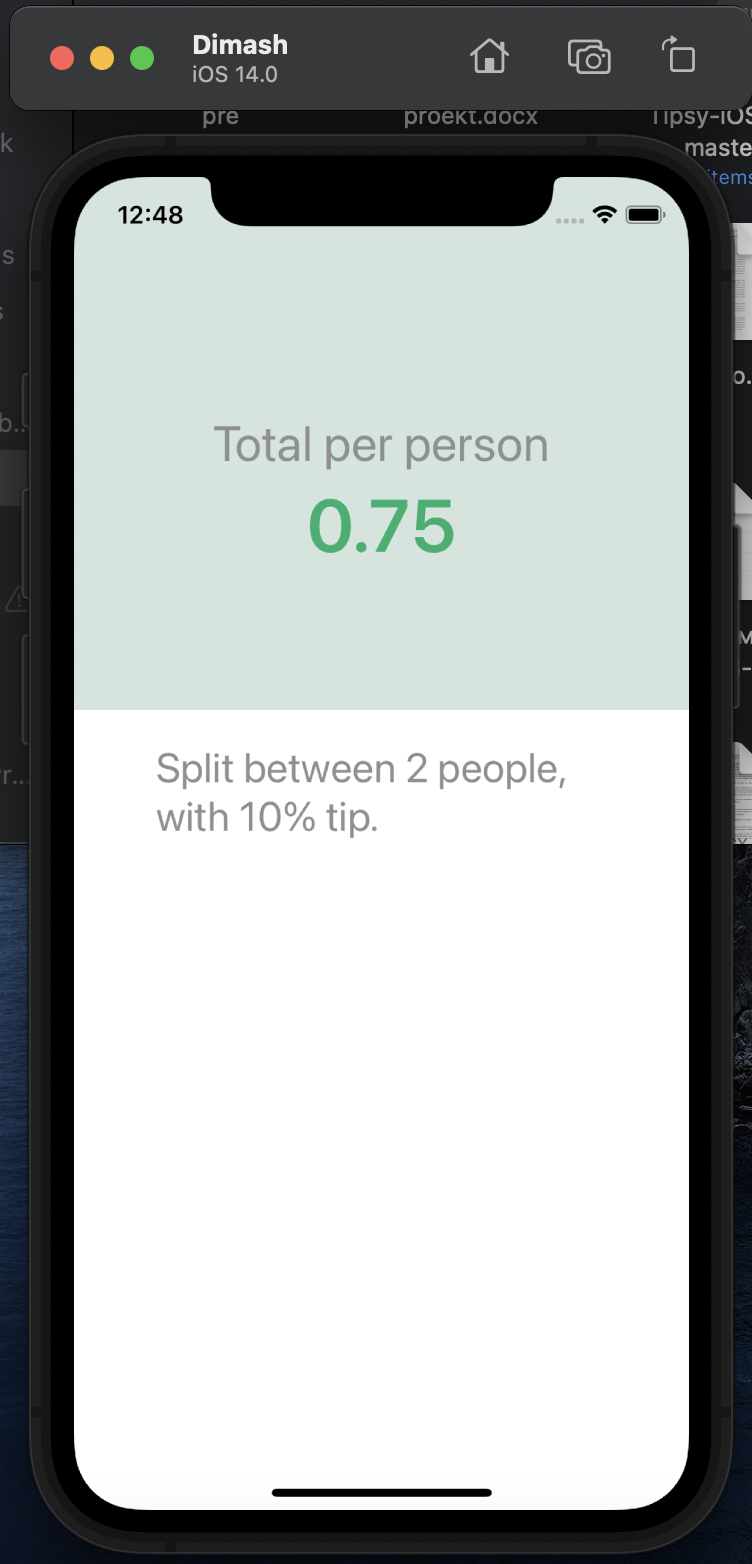 Dimash
iOS 14.0
pre
proekt.docx
Tipsy-iOS
maste
items
12:48
Total per person
0.75
Split between 2 people,
with 10% tip.